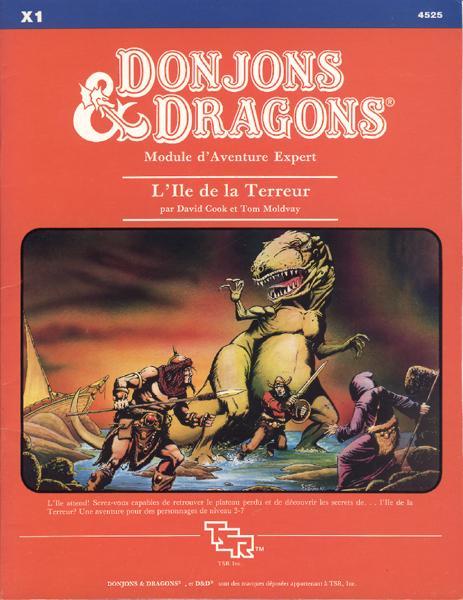 X1
4525
DONJONS
& DRAGONS®
Module d'Aventure Expert
L'Ile de la Terreur
par David Cook et Tom Moldvay
L'Ile attend! Serez-vous capables de retrouver le plateau perdu et de découvrir les secrets de. . . l'Ile de la
Terreur? Une aventure pour des personnages de niveau 3-7
TSR™
TSR Inc.
DONJONS & DRAGONS®, et D&D® sont des marques déposées appartenant à TSR, Inc.